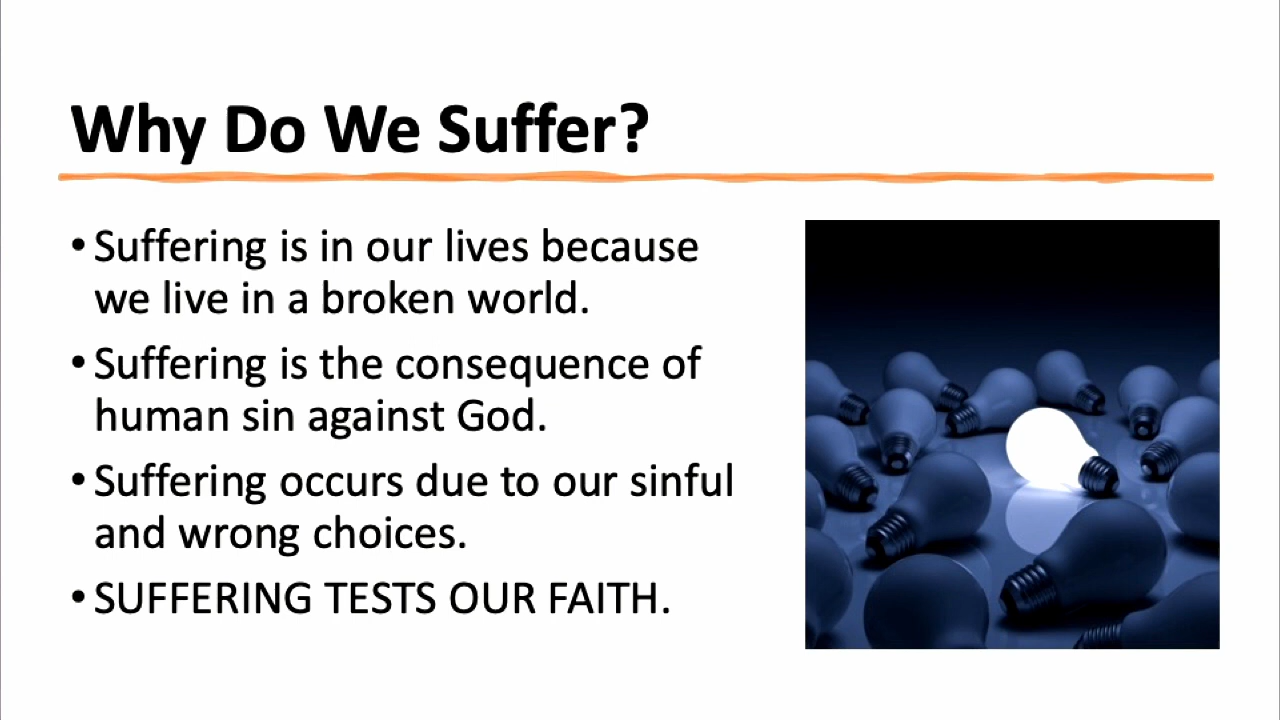 Why Do We Suffer?
• Suffering is in our lives because
we live in a broken world.
• Suffering is the consequence of
human sin against God.
• Suffering occurs due to our sinful
and wrong choices.
• SUFFERING TESTS OUR FAITH.